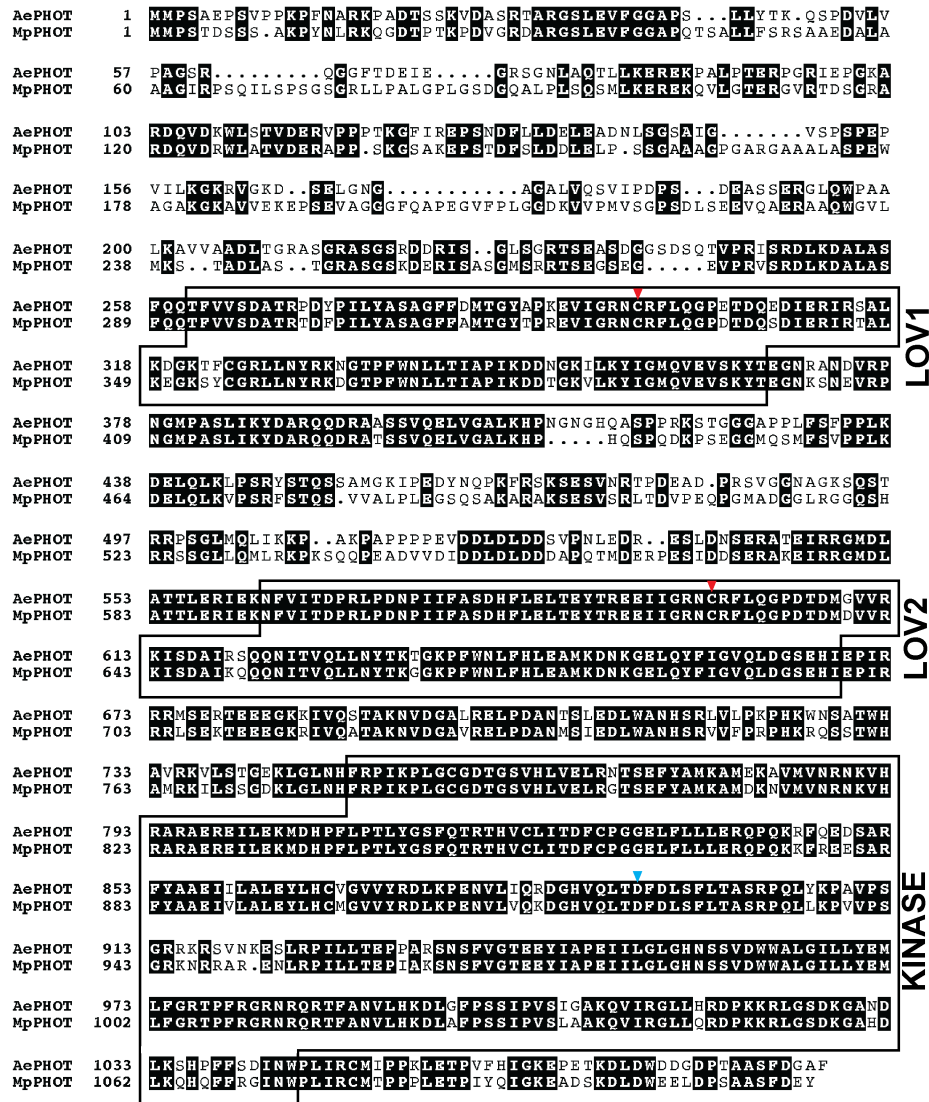 AePHOT 1 MMPSAEPSVPPKPFNARKPADTSSKVDASRTARGSLEVFGGAPS...LLYTK.QSPDVLV
MpPHOT 1 MMPSTDSSS.AKPYNLRKQGDTPTKPDVGRDARGSLEVFGGAPQTSALLFSRSAAEDALA
AePHOT 57 PAGSR.........QGGFTDEIE.....GRSGNLAQTLLKEREKPALPTERPGRIEPGKA
MpPHOT 60 AAGIRPSQILSPSGSGRLLPALGPLGSDGQALPLSQSMLKEREKQVLGTERGVRTDSGRA
AePHOT 103 RDQVDKWLSTVDERVPPPTKGFIREPSNDFLLDELEADNLSGSAIG.......VSPSPEP
MpPHOT 120 RDQVDRWLATVDERAPP.SKGSAKEPSTDFSLDDLELP.SSGAAAGPGARGAAALASPEW
AePHOT 156 VILKGKRVGKD..SELGNG...........AGALVQSVIPDPS...DEASSERGLQWPAA
MpPHOT 178 AGAKGKAVVEKEPSEVAGGGFQAPEGVFPLGGDKVVPMVSGPSDLSEEVQAERAAQWGVL
AePHOT 200 LKAVVAADLTGRASGRASGSRDDRIS..GLSGRTSEASDGGSDSQTVPRISRDLKDALAS
MpPHOT 238 MKS..TADLAS..TGRASGSKDERISASGMSRRTSEGSEG.....EVPRVSRDLKDALAS
AePHOT 258 FQQTFVVSDATRPDYPILYASAGFFDMTGYAPKEVIGRNCRFLQGPETDQEDIERIRSAL
MpPHOT 289 FQQTFVVSDATRTDFPILYASAGFFAMTGYTPREVIGRNCRFLQGPDTDQSDIERIRTAL
LOV1
AePHOT 318 KDGKTFCGRLLNYRKNGTPFWNLLTIAPIKDDNGKILKYIGMQVEVSKYTEGNRANDVRP
MpPHOT 349 KEGKSYCGRLLNYRKDGTPFWNLLTIAPIKDDTGKVLKYIGMQVEVSKYTEGNKSNEVRP
AePHOT 378 NGMPASLIKYDARQQDRAASSVQELVGALKHPNGNGHQASPPRKSTGGGAPPLFSFPPLK
MpPHOT 409 NGMPASLIKYDARQQDRATSSVQELVGALKHP.....HQSPQDKPSEGGMQSMFSVPPLK
AePHOT 438 DELQLKLPSRYSTQSSAMGKIPEDYNQPKFRSKSESVNRTPDEAD.PRSVGGNAGKSQST
MpPHOT 464 DELQLKVPSRFSTQS.VVALPLEGSQSAKARAKSESVSRLTDVPEQPGMADGGLRGGQSH
AePHOT 497 RRPSGLMQLIKKP..AKPAPPPPEVDDLDLDDSVPNLEDR..ESLDNSERATEIRRGMDL
MpPHOT 523 RRSSGLLQMLRKPKSQQPEADVVDIDDLDLDDDAPQTMDERPESIDDSERAKEIRRGMDL
AePHOT 553 ATTLERIEKNFVITDPRLPDNPIIFASDHFLELTEYTREEIIGRNCRFLQGPDTDMGVVR
MpPHOT 583 ATTLERIEKNFVITDPRLPDNPIIFASDHFLELTEYTREEIIGRNCRFLQGPDTDMDVVR
LOV2
AePHOT 613 KISDAIRSQQNITVQLLNYTKTGKPFWNLFHLEAMKDNKGELQYFIGVQLDGSEHIEPIR
MpPHOT 643 KISDAIKQQQNITVQLLNYTKGGKPFWNLFHLEAMKDNKGELQYFIGVQLDGSEHIEPIR
AePHOT 673 RRMSERTEEEGKKIVQSTAKNVDGALRELPDANTSLEDLWANHSRLVLPKPHKWNSATWH
MpPHOT 703 RRLSEKTEEEGKRIVQATAKNVDGAVRELPDANMSIEDLWANHSRVVFPRPHKRQSSTWH
AePHOT 733 AVRKVLSTGEKLGLNHFRPIKPLGCGDTGSVHLVELRNTSEFYAMKAMEKAVMVNRNKVH
MpPHOT 763 AMRKILSSGDKLGLNHFRPIKPLGCGDTGSVHLVELRGTSEFYAMKAMDKNVMVNRNKVH
AePHOT 793 RARAEREILEKMDHPFLPTLYGSFQTRTHVCLITDFCPGGELFLLLERQPQKRFQEDSAR
MpPHOT 823 RARAEREILEKMDHPFLPTLYGSFQTRTHVCLITDFCPGGELFLLLERQPQKKFREESAR
AePHOT 853 FYAAEIILALEYLHCVGVVYRDLKPENVLIQRDGHVQLTDFDLSFLTASRPQLYKPAVPS
MpPHOT 883 FYAAEIVLALEYLHCMGVVYRDLKPENVLVQKDGHVQLTDFDLSFLTASRPQLLKPVVPS
KINASE
AePHOT 913 GRRKRSVNKESLRPILLTEPPARSNSFVGTEEYIAPEIILGLGHNSSVDWWALGILLYEM
MpPHOT 943 GRKNRRAR.ENLRPILLTEPIAKSNSFVGTEEYIAPEIILGLGHNSSVDWWALGILLYEM
AePHOT 973 LFGRTPFRGRNRQRTFANVLHKDLGFPSSIPVSIGAKQVIRGLLHRDPKKRLGSDKGAND
MpPHOT 1002 LFGRTPFRGRNRQRTFANVLHKDLAFPSSIPVSLAAKQVIRGLLQRDPKKRLGSDKGAHD
AePHOT 1033 LKSHPFFSDINWPLIRCMIPPKLETPVFHIGKEPETKDLDWDDGDPTAASFDGAF
MpPHOT 1062 LKQHQFFRGINWPLIRCMTPPPLETPIYQIGKEADSKDLDWEELDPSAASFDEY